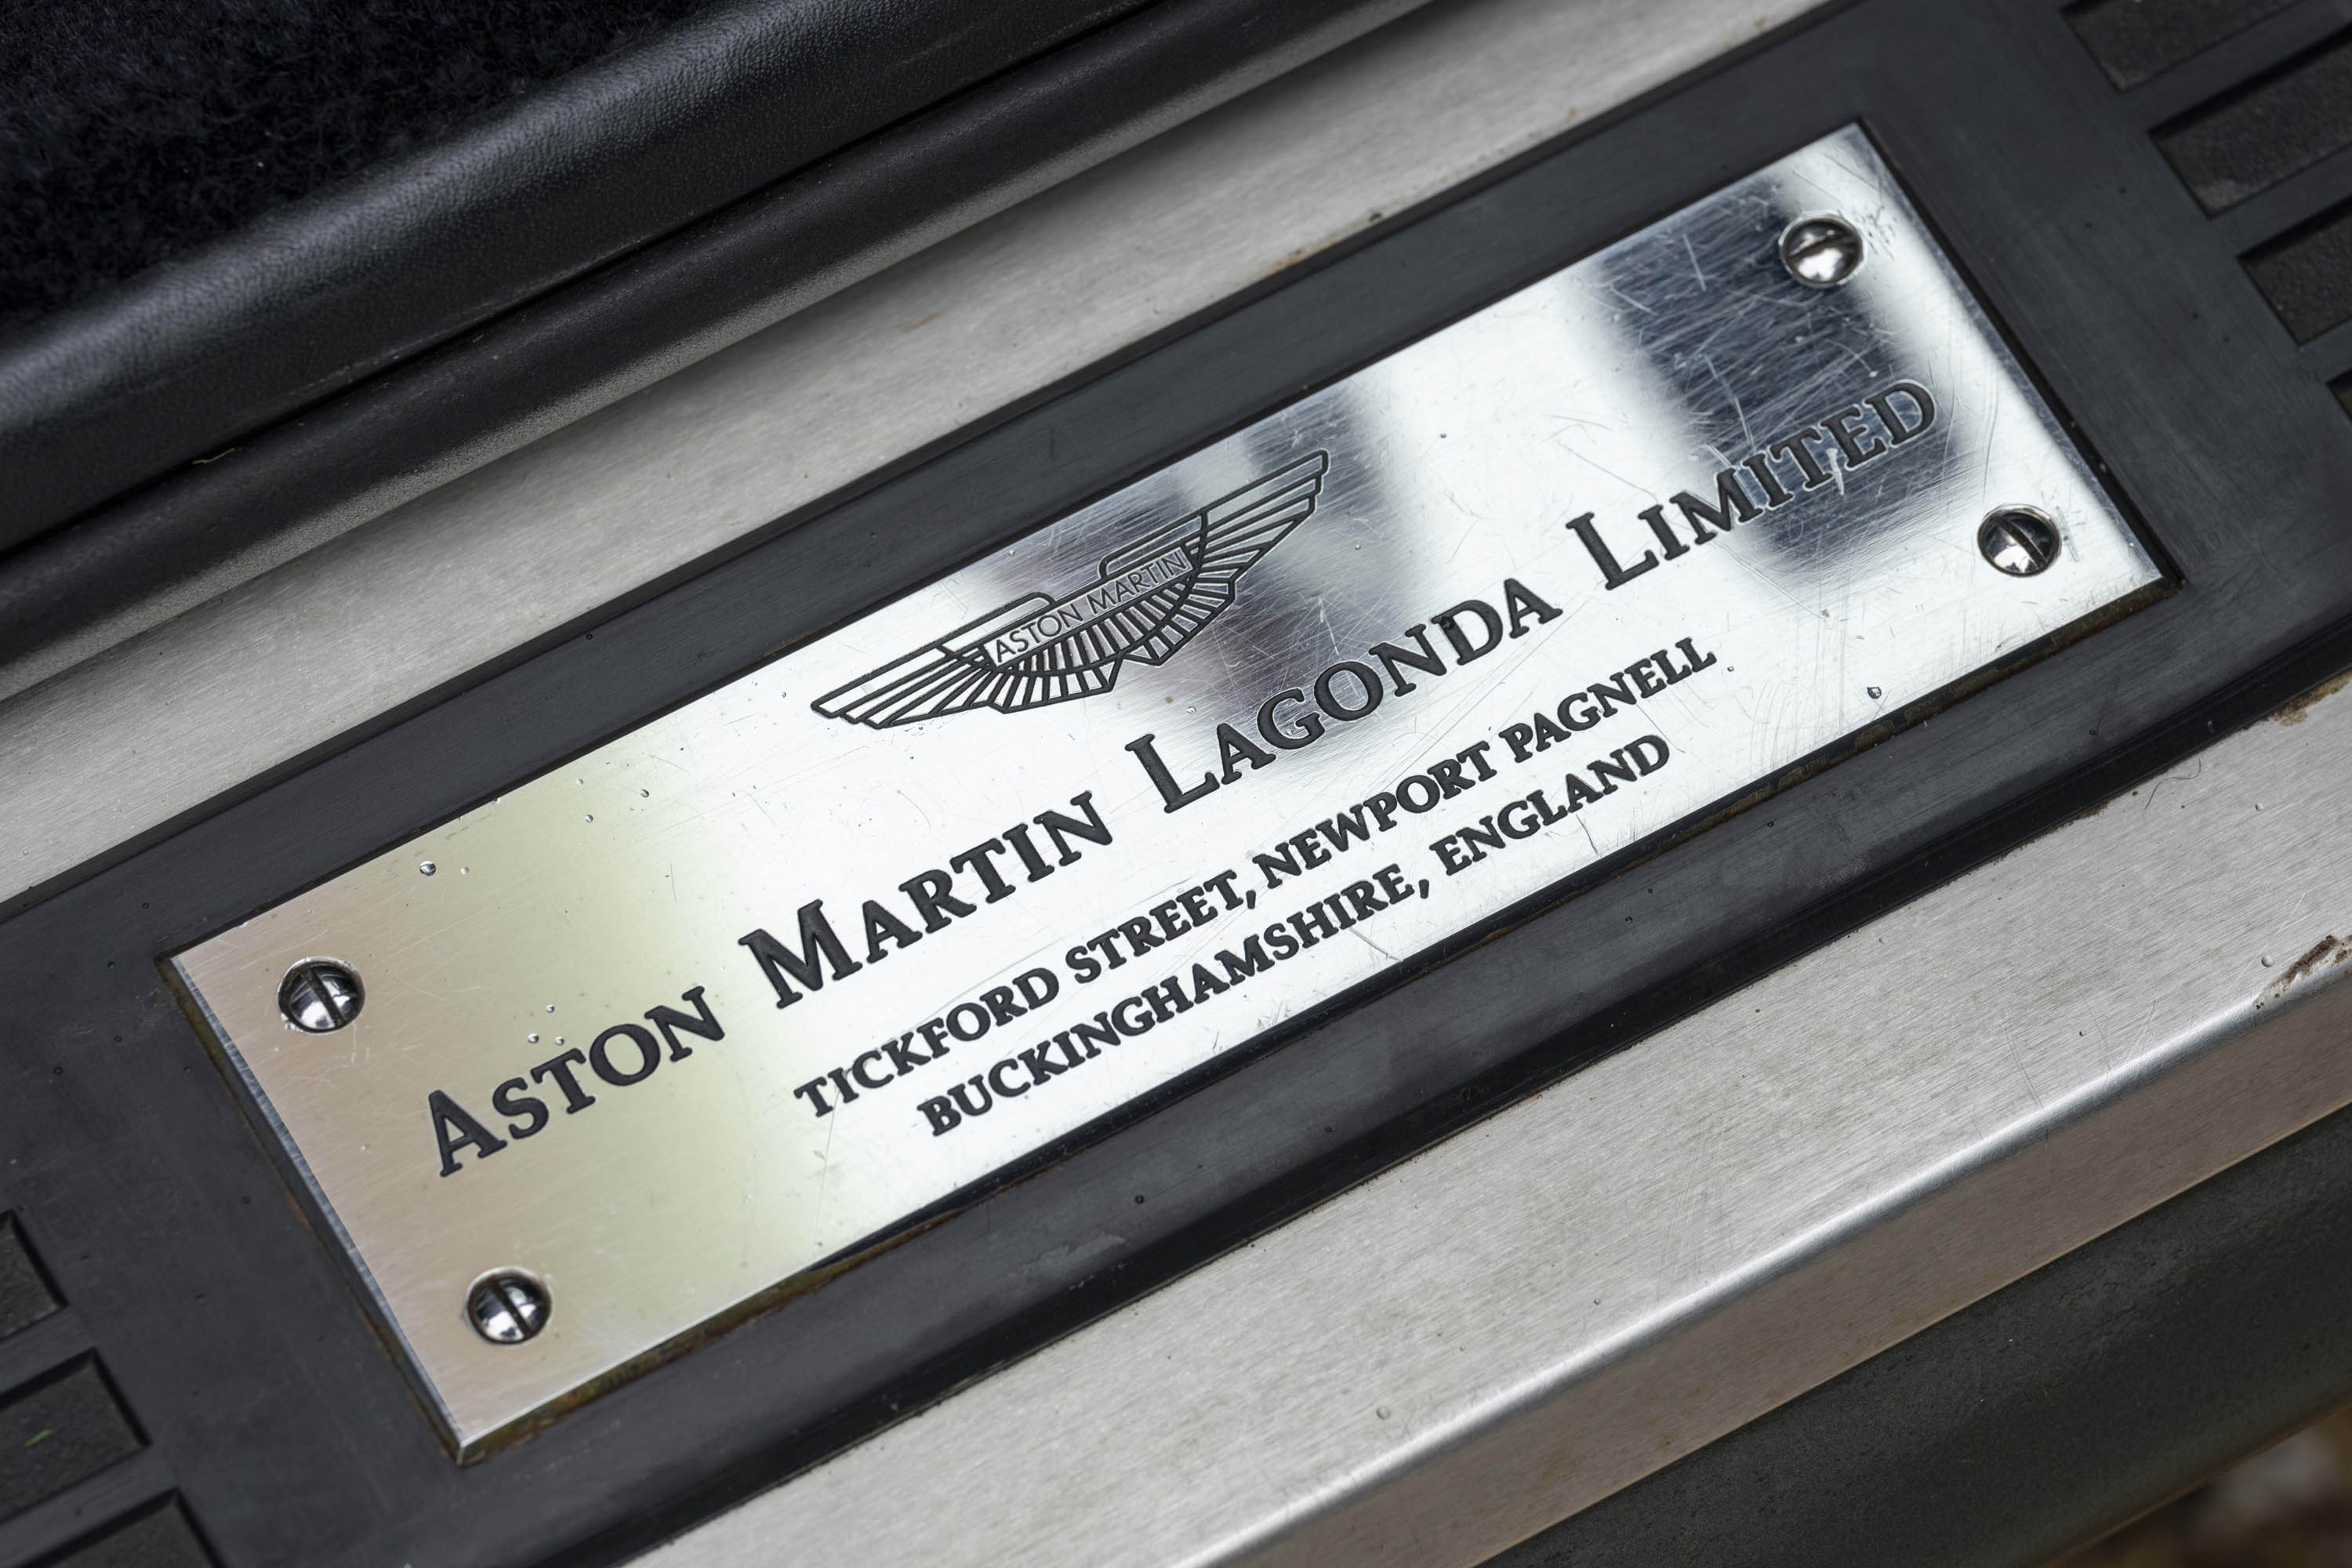 ASTON MARTIN
ASTON MARTIN LAGONDA LIMITED
TICKFORD STREET, NEWPORT PAGNELL
BUCKINGHAMSHIRE, ENGLAND